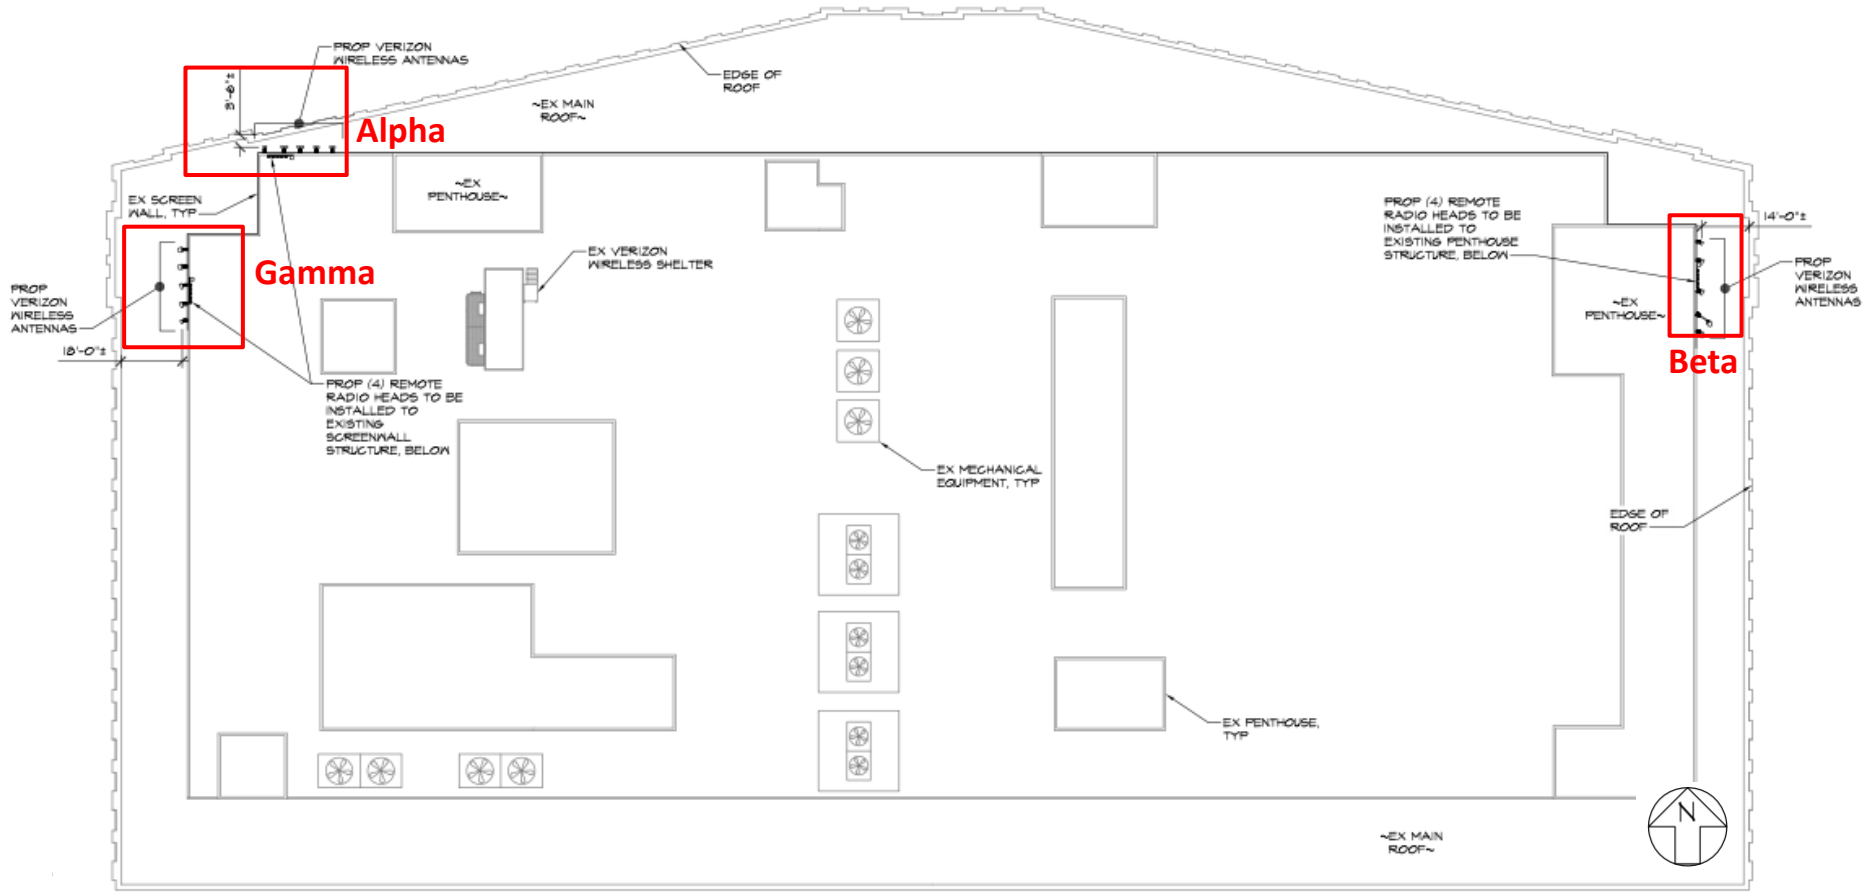 PROP VERIZON
WIRELESS ANTENNAS
8'-0"±
Alpha
EDGE OF
ROOF
~EX MAIN
ROOF~
EX SCREEN
WALL, TYP
~EX
PENTHOUSE~
PROP (4) REMOTE
RADIO HEADS TO BE
INSTALLED TO
EXISTING PENTHOUSE
STRUCTURE, BELOW
14'-0"±
Gamma
EX VERIZON
WIRELESS SHELTER
PROP
VERIZON
WIRELESS
ANTENNAS
18'-0"±
~EX
PENTHOUSE~
PROP
VERIZON
WIRELESS
ANTENNAS
Beta
PROP (4) REMOTE
RADIO HEADS TO BE
INSTALLED TO
EXISTING
SCREENWALL
STRUCTURE, BELOW
EX MECHANICAL
EQUIPMENT, TYP
EDGE OF
ROOF
EX PENTHOUSE,
TYP
~EX MAIN
ROOF~
N